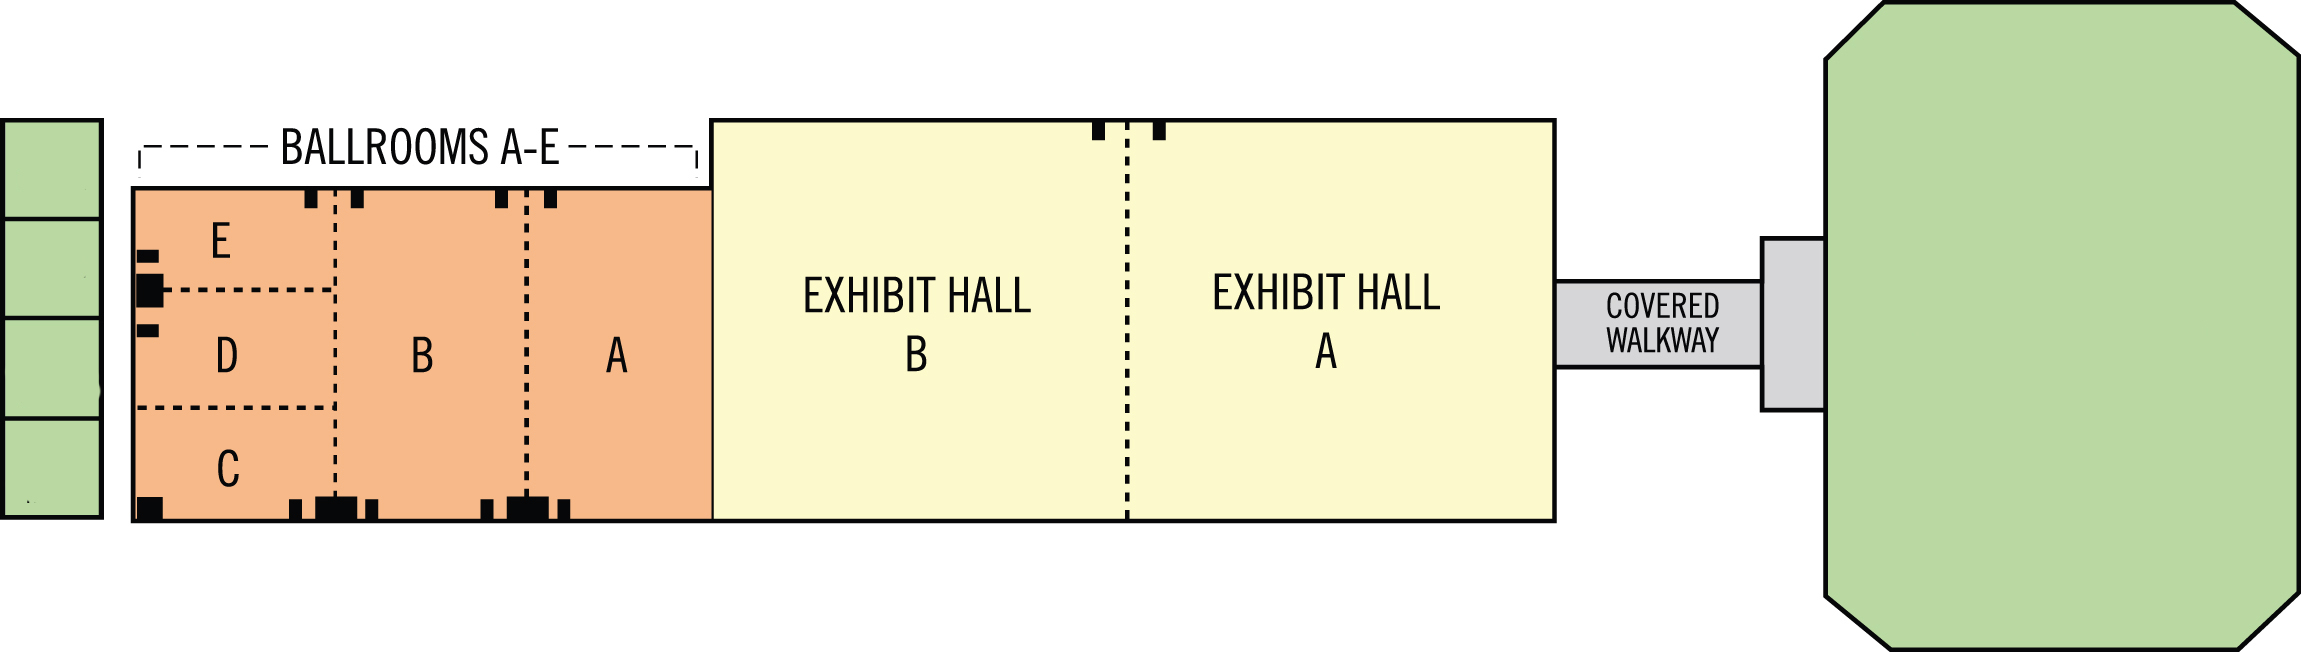 BALLROOMS A-E
E
D
C
B
A
EXHIBIT HALL
B
EXHIBIT HALL
A
COVERED
WALKWAY